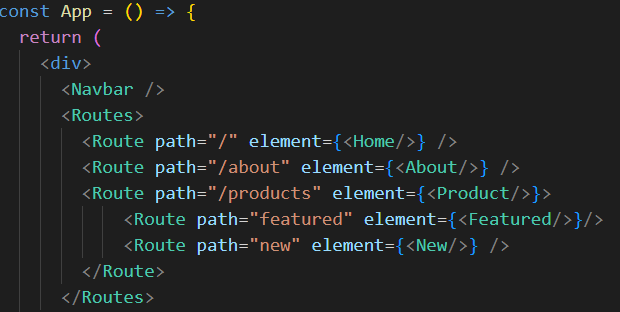 const App = () => {
return (
<div>
<Navbar />
<Routes>
<Route path="/" element={<Home/>} />
<Route path="/about" element={<About/>} />
<Route path="/products" element={<Product/>}>
<Route path="featured" element={<Featured/>}/>
<Route path="new" element={<New/>} />
</Route>
</Routes>